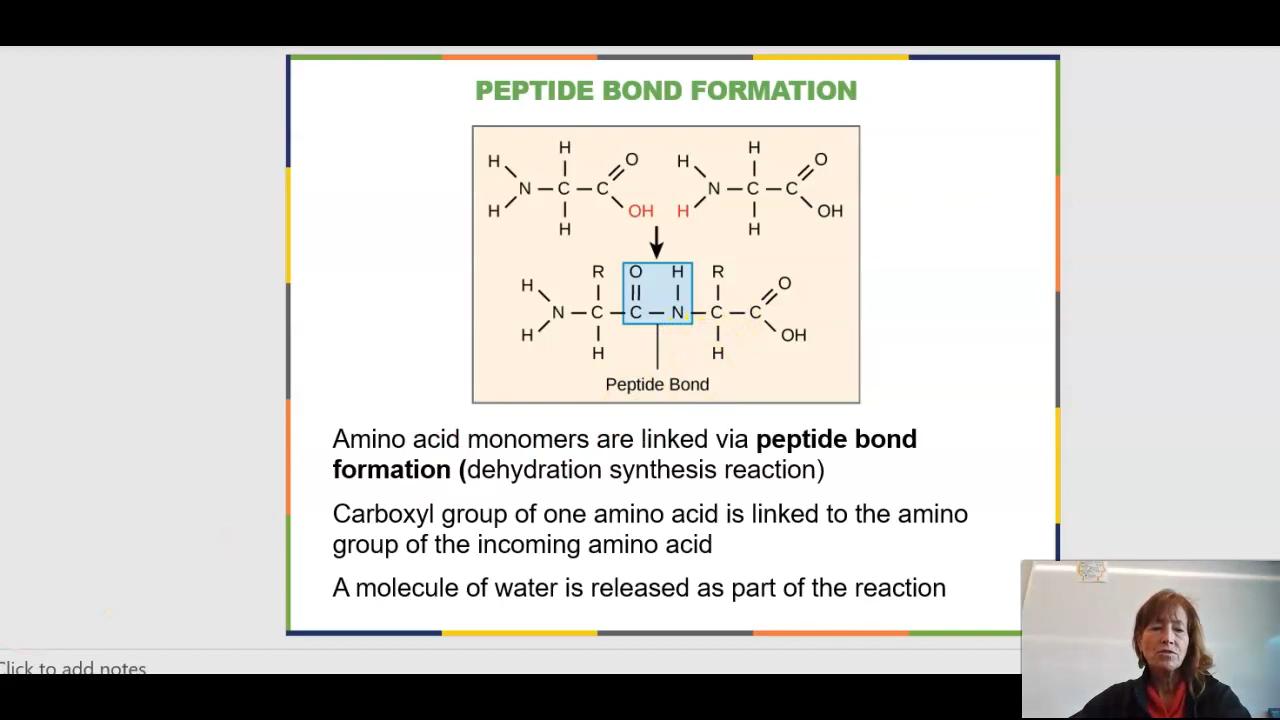 PEPTIDE BOND FORMATION
H H O H H O
N C C N C C
H OH H OH
H H
R O H R O
H
N C C N C C
H OH
H H
Peptide Bond
Amino acid monomers are linked via peptide bond
formation (dehydration synthesis reaction)
Carboxyl group of one amino acid is linked to the amino
group of the incoming amino acid
A molecule of water is released as part of the reaction
Click to add notes